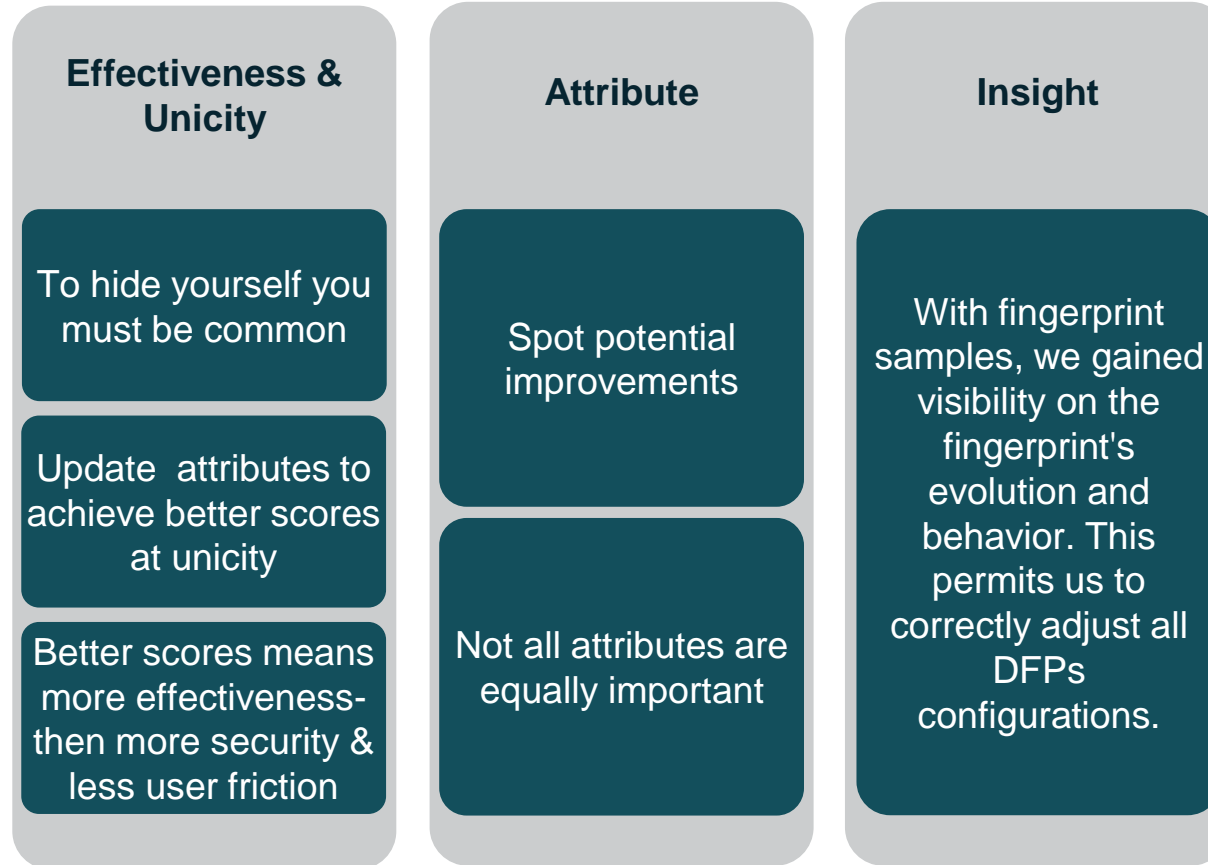 Effectiveness &
Unicity
To hide yourself you
must be common
Update  attributes to
achieve better scores
at unicity
Better scores means
more effectiveness-
then more security &
less user friction
Attribute
Spot potential
improvements
Not all attributes are
equally important
Insight
With fingerprint
samples, we gained
visibility on the
fingerprint's
evolution and
behavior. This
permits us to
correctly adjust all
DFPs
configurations.